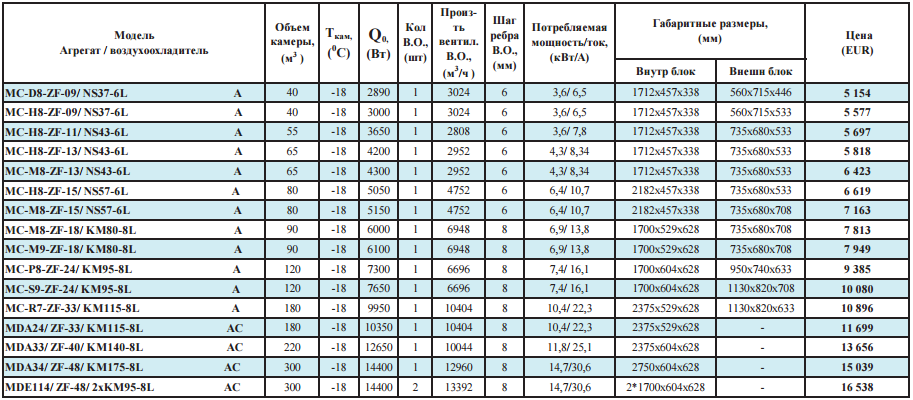 Модель
Агрегат / воздухоохладитель
Объем камеры, (м³ )
Tкам, (⁰C)
Q0, (Вт)
Кол В.О., (шт)
Произ-ть вентил. В.О., (м³/ч )
Шаг ребра В.О., (мм)
Потребляемая мощность/ток, (кВт/А)
Габаритные размеры, (мм)
Внутр блок
Внешн блок
Цена (EUR)
MC-D8-ZF-09/ NS37-6L A 40 -18 2890 1 3024 6 3,6/ 6,5 1712x457x338 560x715x446 5 154
MC-H8-ZF-09/ NS37-6L A 40 -18 3000 1 3024 6 3,6/ 6,5 1712x457x338 560x715x533 5 577
MC-H8-ZF-11/ NS43-6L A 55 -18 3650 1 2808 6 3,6/ 7,8 1712x457x338 735x680x533 5 697
MC-H8-ZF-13/ NS43-6L A 65 -18 4200 1 2952 6 4,3/ 8,34 1712x457x338 735x680x533 5 818
MC-M8-ZF-13/ NS43-6L A 65 -18 4300 1 2952 6 4,3/ 8,34 1712x457x338 735x680x533 6 423
MC-H8-ZF-15/ NS57-6L A 80 -18 5050 1 4752 6 6,4/ 10,7 2182x457x338 735x680x533 6 619
MC-M8-ZF-15/ NS57-6L A 80 -18 5150 1 4752 6 6,4/ 10,7 2182x457x338 735x680x708 7 163
MC-M8-ZF-18/ KM80-8L A 90 -18 6000 1 6948 8 6,9/ 13,8 1700x529x628 735x680x708 7 813
MC-M9-ZF-18/ KM80-8L A 90 -18 6100 1 6948 8 6,9/ 13,8 1700x529x628 735x680x708 7 949
MC-P8-ZF-24/ KM95-8L A 120 -18 7300 1 6696 8 7,4/ 16,1 1700x604x628 950x740x633 9 385
MC-S9-ZF-24/ KM95-8L A 120 -18 7650 1 6696 8 7,4/ 16,1 1700x604x628 1130x820x708 10 080
MC-R7-ZF-33/ KM115-8L A 180 -18 9950 1 10404 8 10,4/ 22,3 2375x529x628 1130x820x633 10 896
MDA24/ ZF-33/ KM115-8L AC 180 -18 10350 1 10404 8 10,4/ 22,3 2375x529x628 - 11 699
MDA33/ ZF-40/ KM140-8L AC 220 -18 12650 1 10044 8 11,8/ 25,1 2375x604x628 - 13 656
MDA34/ ZF-48/ KM175-8L AC 300 -18 14400 1 12960 8 14,7/30,6 2750x604x628 - 15 039
MDE114/ ZF-48/ 2xKM95-8L AC 300 -18 14400 2 13392 8 14,7/30,6 2*1700x604x628 - 16 538